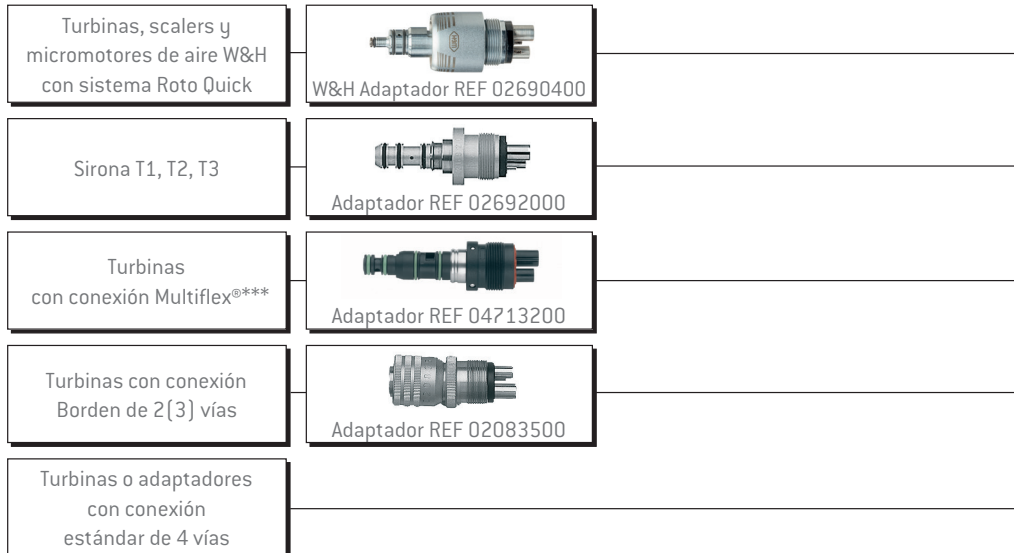 Turbinas, scalers y
micromotores de aire W&H
con sistema Roto Quick
W&H Adaptador REF 02690400
Sirona T1, T2, T3
Adaptador REF 02692000
Turbinas
con conexión Multiflex®***
Adaptador REF 04713200
Turbinas con conexión
Borden de 2(3) vías
Adaptador REF 02083500
Turbinas o adaptadores
con conexión
estándar de 4 vías